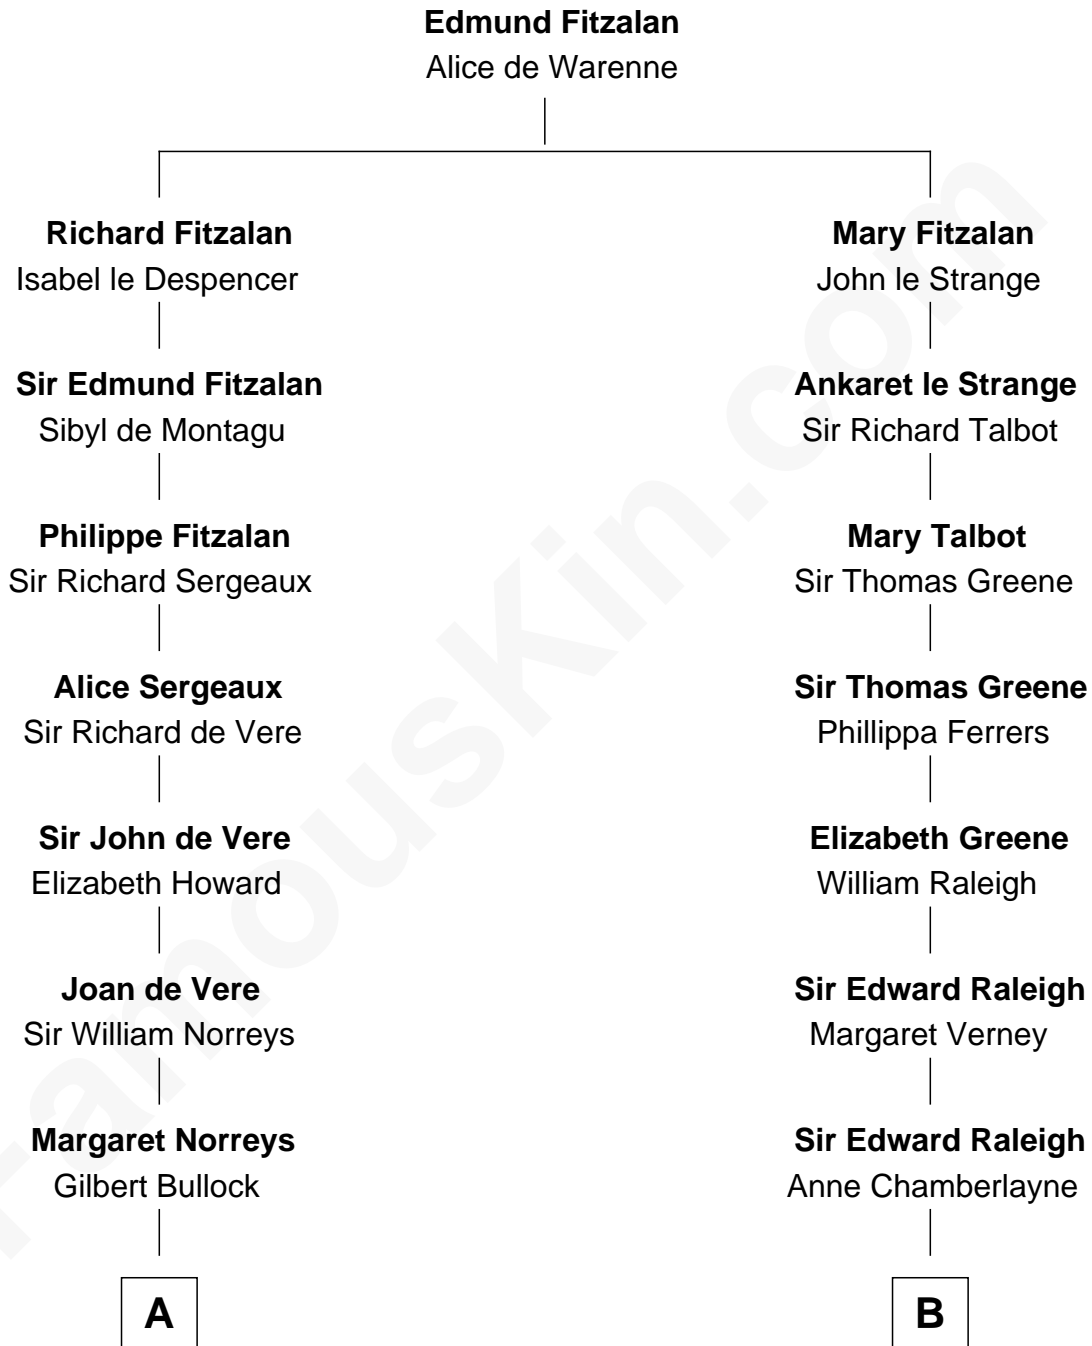 Edmund Fitzalan
Alice de Warenne
Richard Fitzalan
Isabel le Despencer
Mary Fitzalan
John le Strange
Sir Edmund Fitzalan
Sibyl de Montagu
Ankaret le Strange
Sir Richard Talbot
Philippe Fitzalan
Sir Richard Sergeaux
Mary Talbot
Sir Thomas Greene
Alice Sergeaux
Sir Richard de Vere
Sir Thomas Greene
Phillippa Ferrers
Sir John de Vere
Elizabeth Howard
Elizabeth Greene
William Raleigh
Joan de Vere
Sir William Norreys
Sir Edward Raleigh
Margaret Verney
Margaret Norreys
Gilbert Bullock
Sir Edward Raleigh
Anne Chamberlayne
A
B
FamousKin.com